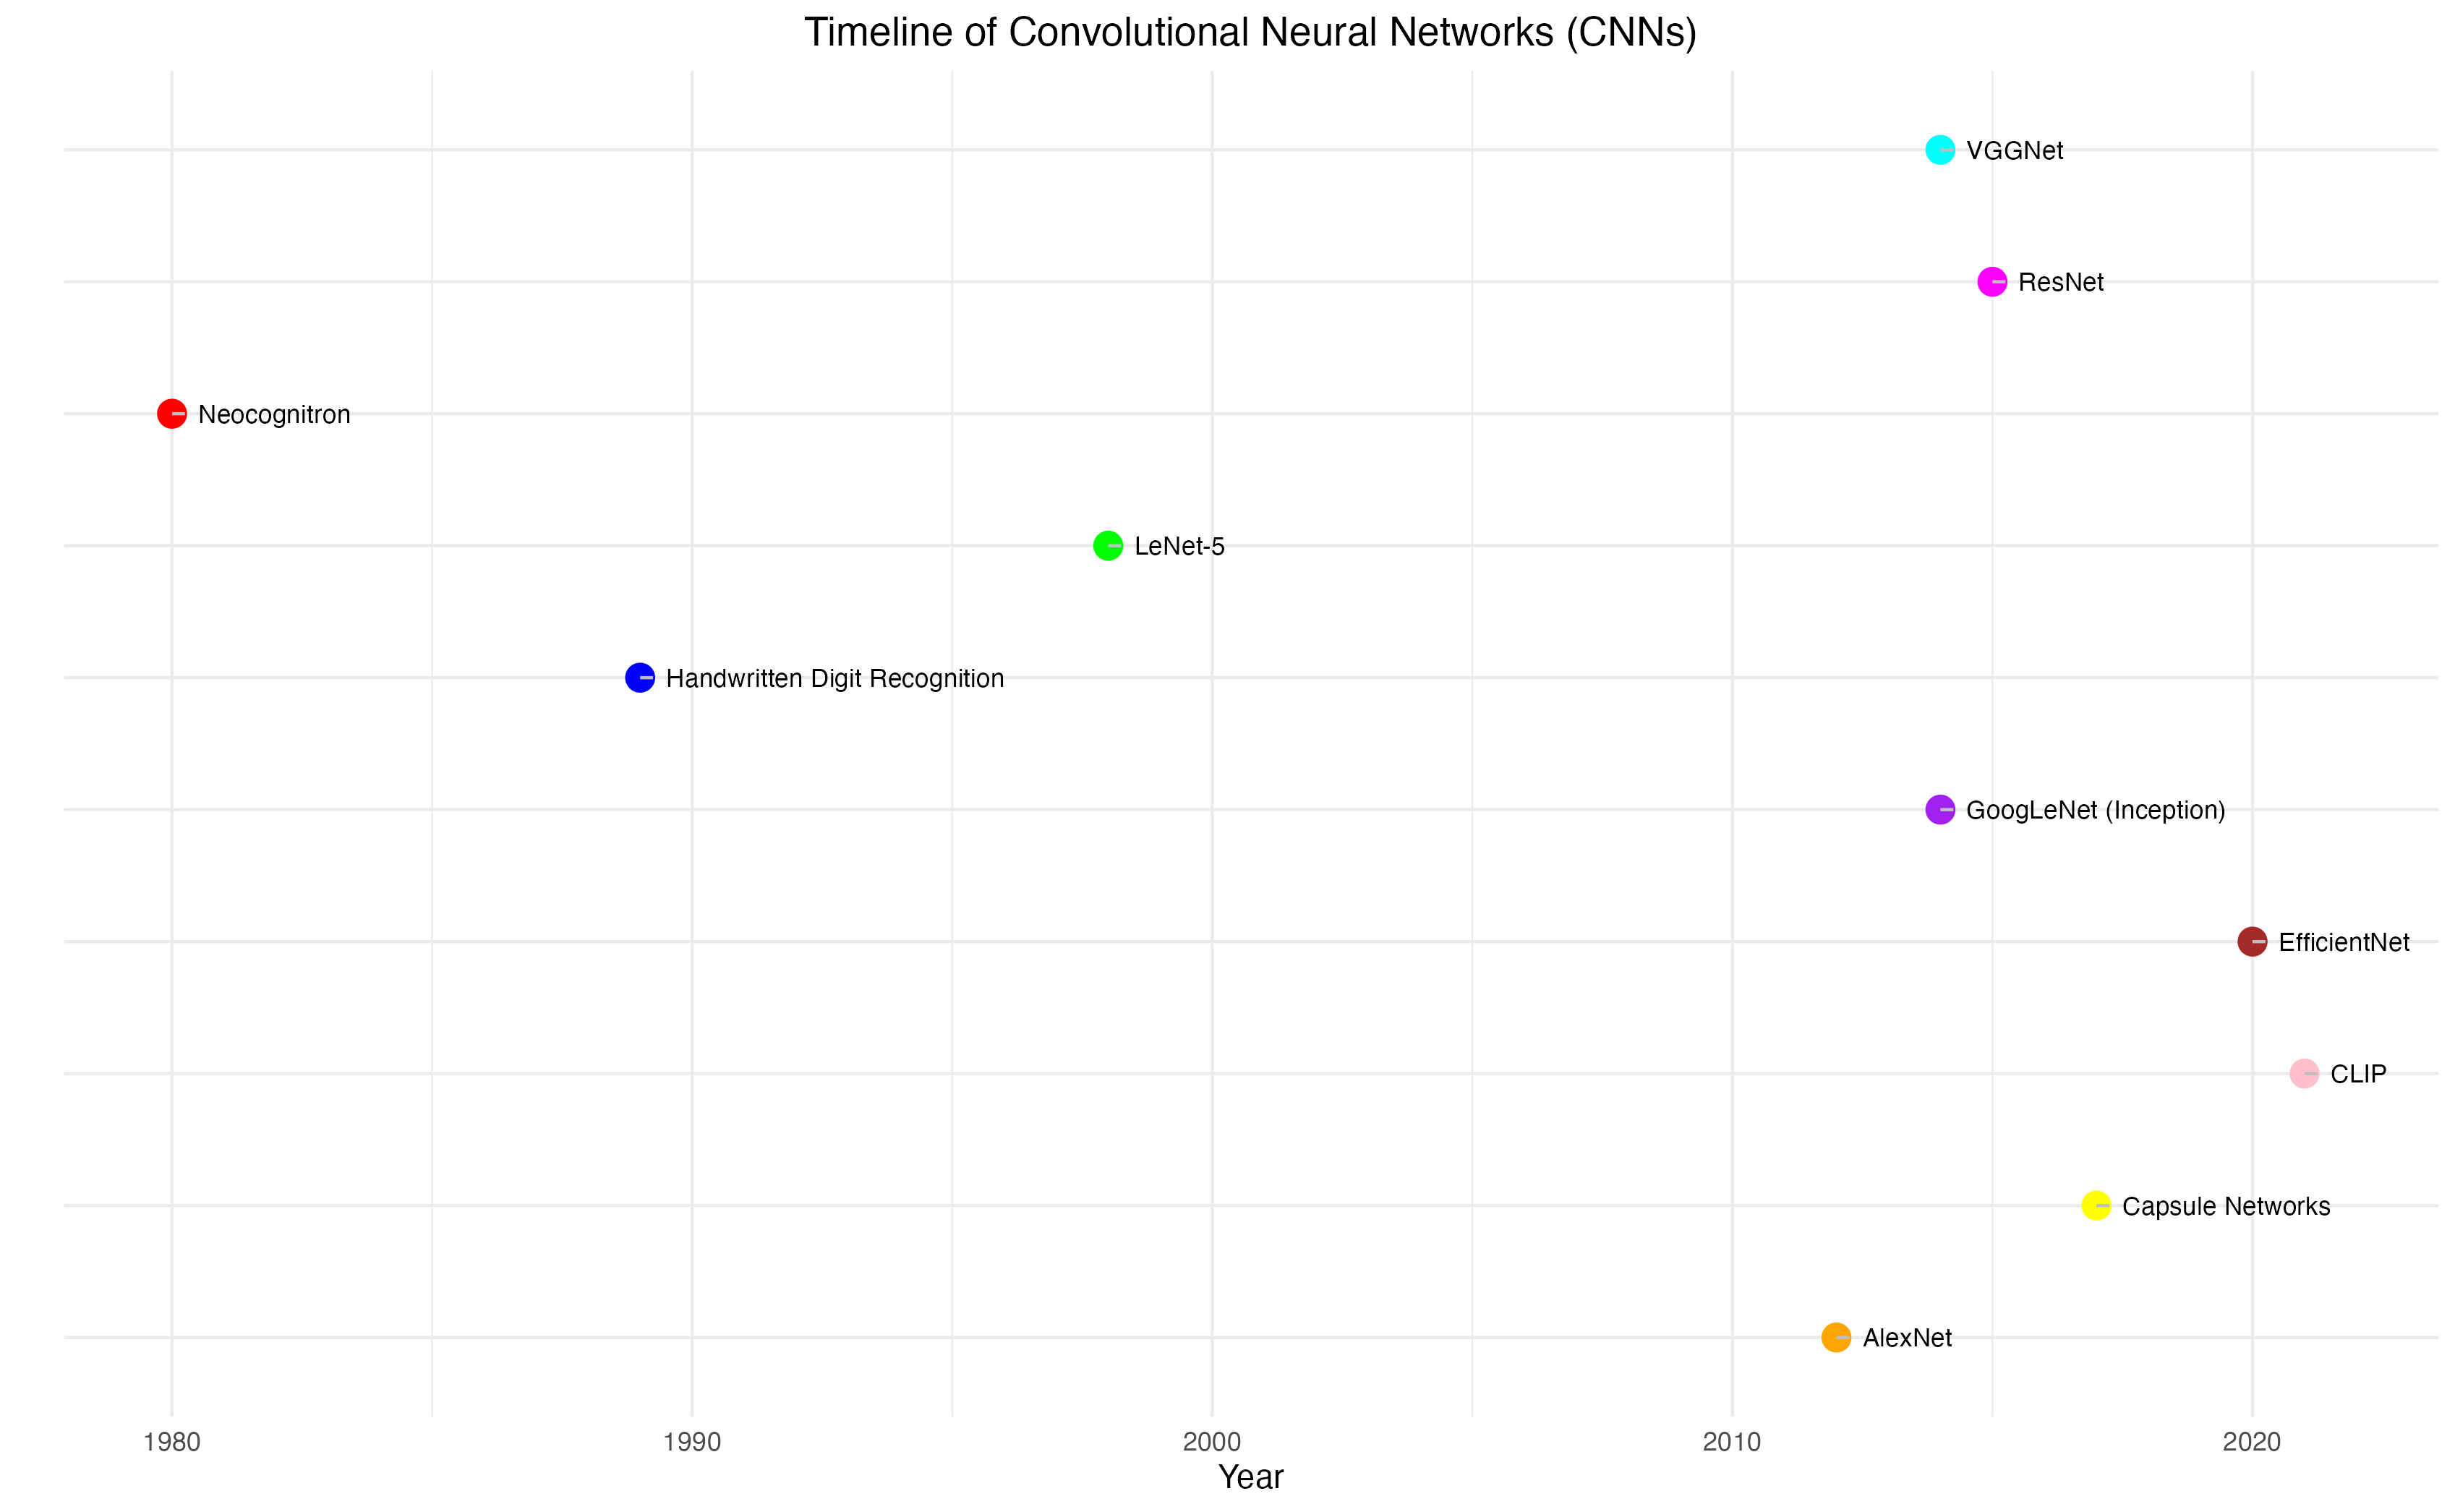 Timeline of Convolutional Neural Networks (CNNs)
VGGNet
ResNet
Neocognitron
LeNet-5
Handwritten Digit Recognition
GoogLeNet (Inception)
EfficientNet
CLIP
Capsule Networks
AlexNet
1980 1990 2000 2010 2020
Year